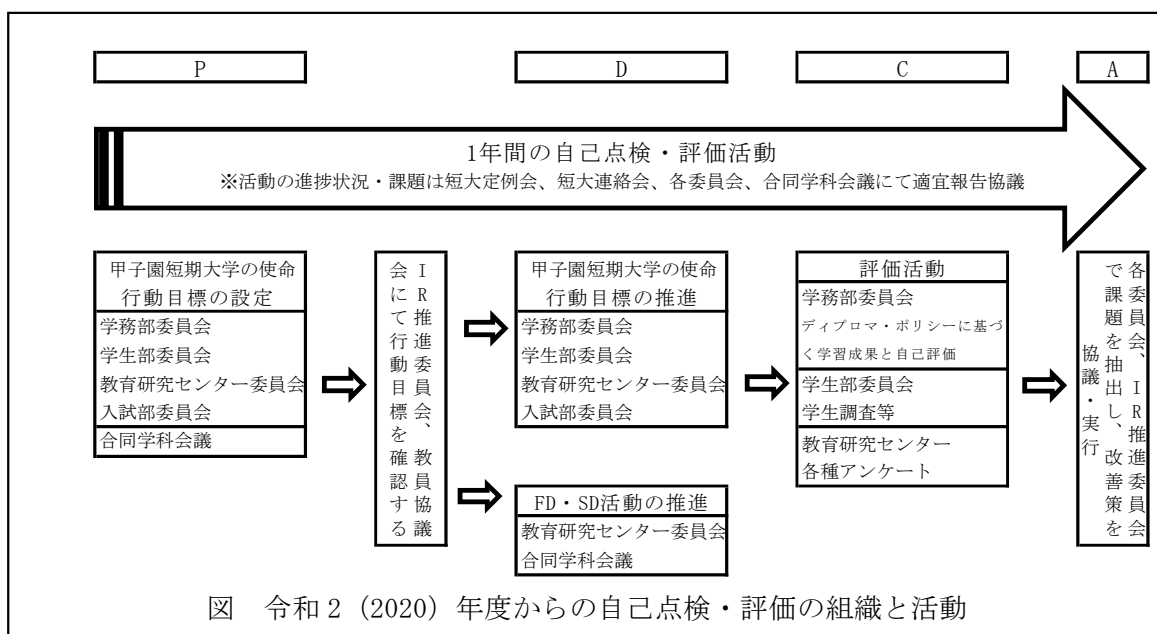 P
D
C
A
1年間の自己点検・評価活動
※活動の進捗状況・課題は短大定例会、短大連絡会、各委員会、合同学科会議にて適宜報告協議
甲子園短期大学の使命
行動目標の設定
学務部委員会
学生部委員会
教育研究センター委員会
入試部委員会
合同学科会議
IR推進委員会、教員協議
会にて行動目標を確認する
甲子園短期大学の使命
行動目標の推進
学務部委員会
学生部委員会
教育研究センター委員会
入試部委員会
FD・SD活動の推進
教育研究センター委員会
合同学科会議
評価活動
学務部委員会
ディプロマ・ポリシーに基づ
く学習成果と自己評価
学生部委員会
学生調査等
教育研究センター
各種アンケート
各委員会、IR推進委員会
で課題を抽出し、改善策を
協議・実行
図　令和2（2020）年度からの自己点検・評価の組織と活動